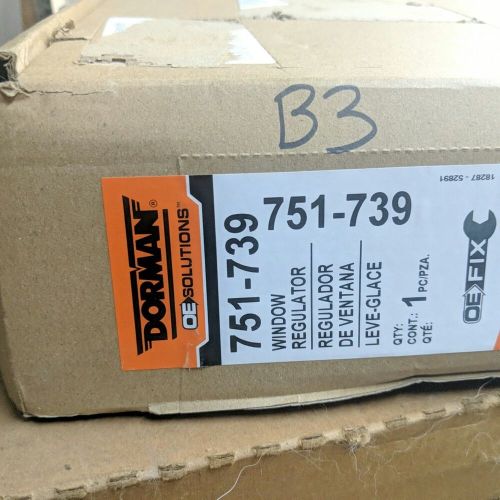 B3
18287 - 52891
DORMAN®
OE SOLUTIONS™
751-739
751-739
WINDOW
REGULATOR
REGULADOR
DE VENTANA
LEVE-GLACE
QTY:
CONT.: 1 PC/PZA.
QTÉ:
OE FIX